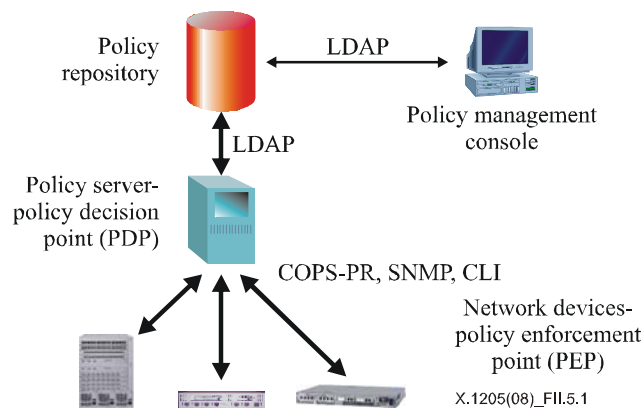 Policy
repository
LDAP
Policy management
console
LDAP
Policy server-
policy decision
point (PDP)
COPS-PR, SNMP, CLI
Network devices-
policy enforcement
point (PEP)
X.1205(08)_FII.5.1